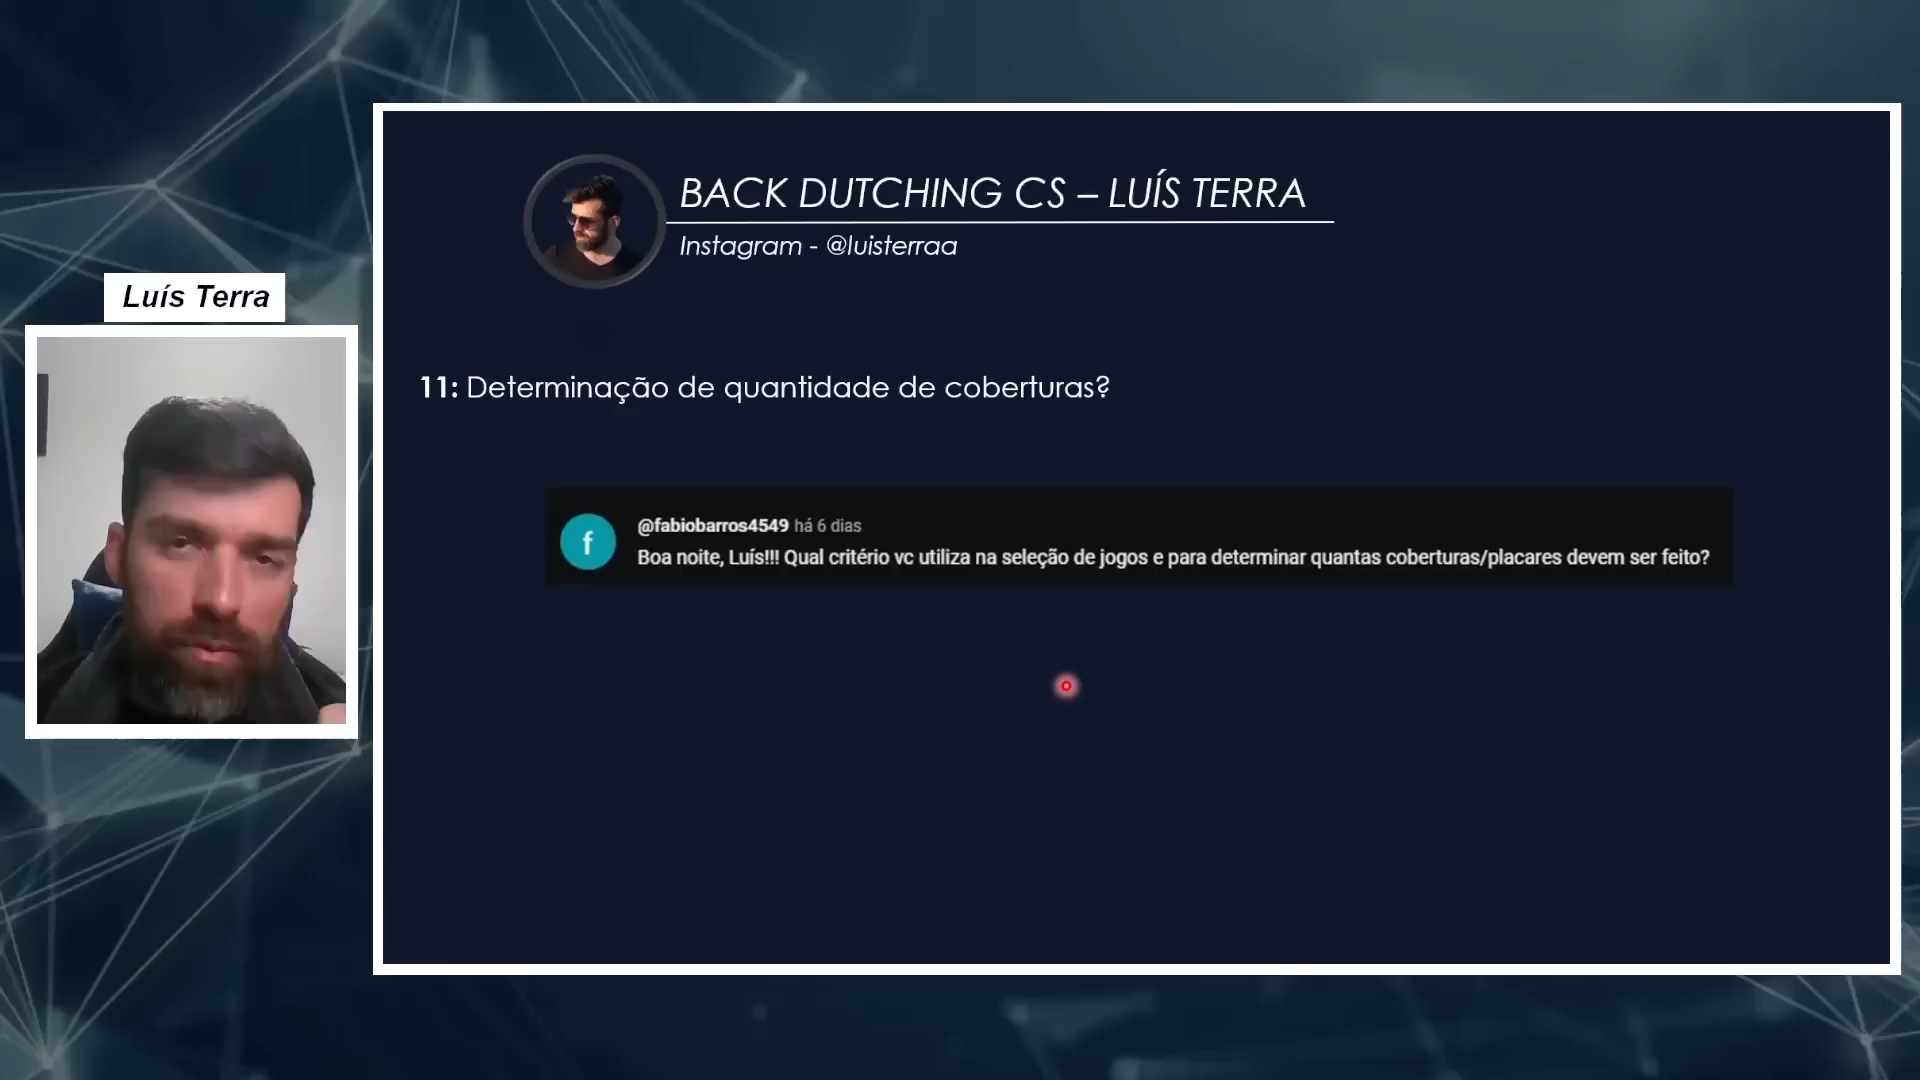 BACK DUTCHING CS – LUÍS TERRA
Instagram - @luisterraa
Luís Terra
11: Determinação de quantidade de coberturas?
f
@fabiobarros4549 há 6 dias
Boa noite, Luís!!! Qual critério vc utiliza na seleção de jogos e para determinar quantas coberturas/placares devem ser feito?